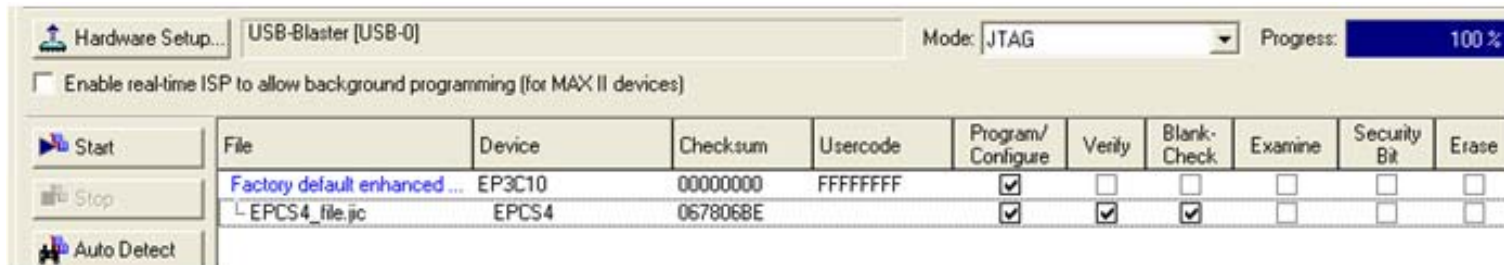 Hardware Setup... USB-Blaster [USB-0] Mode: JTAG Progress: 100 %
Enable real-time ISP to allow background programming (for MAX II devices)
Start File Device Checksum Usercode Program/ Configure Verify Blank- Check Examine Security Bit Erase
Factory default enhanced ... EP3C10 00000000 FFFFFFFF
Stop
EPCS4_file.jic EPCS4 067806BE
Auto Detect